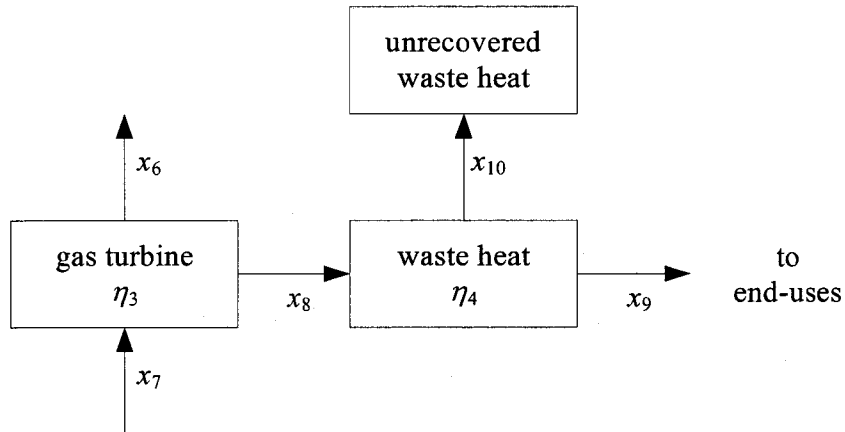 unrecovered
waste heat
x₆
x₁₀
gas turbine
η₃
x₈
waste heat
η₄
x₉
to
end-uses
x₇